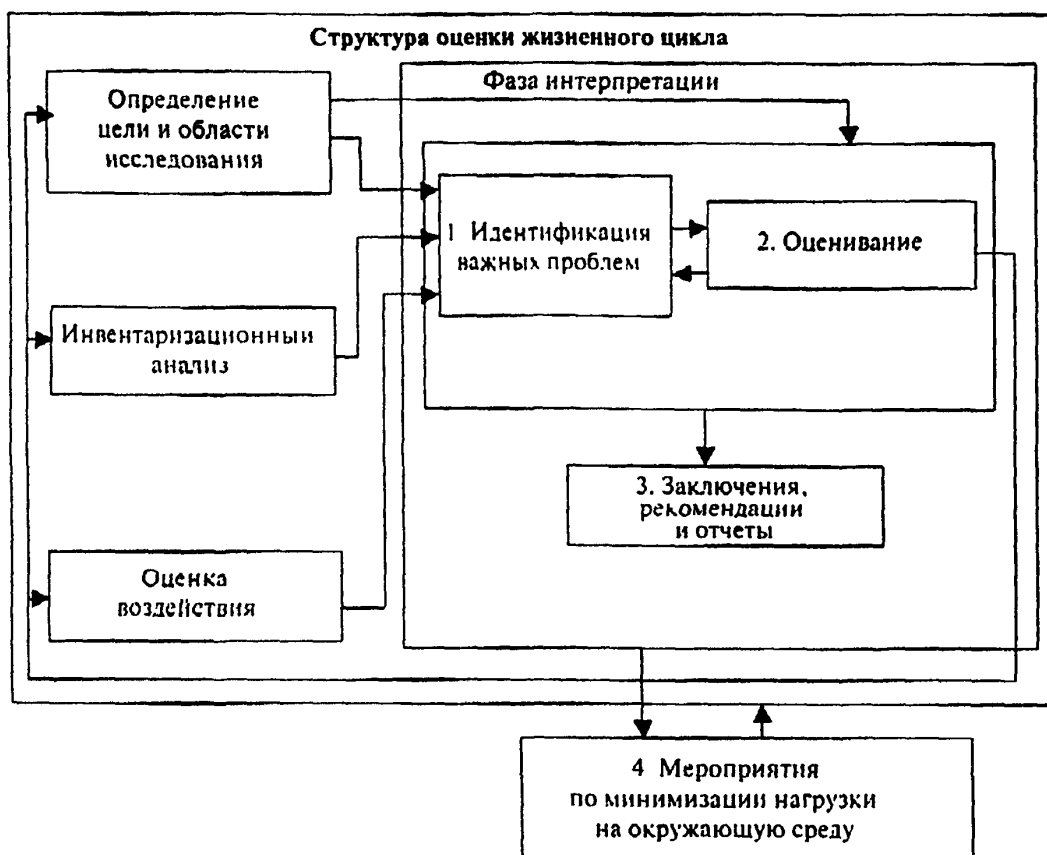 Структура оценки жизненного цикла
Фаза интерпретации
Определение
цели и области
исследования
1 Идентификация
важных проблем
2. Оценивание
Инвентаризационный
анализ
3. Заключения,
рекомендации
и отчеты
Оценка
воздействия
4 Мероприятия
по минимизации нагрузки
на окружающую среду